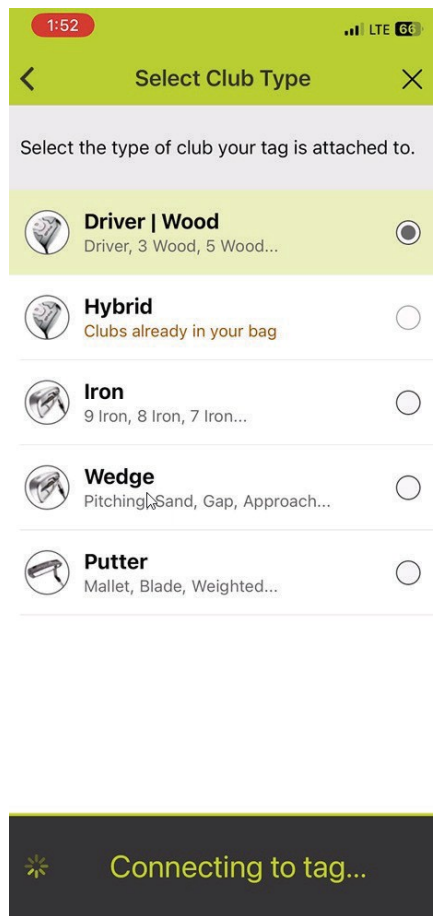 1:52
LTE 66
Select Club Type
Select the type of club your tag is attached to.
Driver | Wood
Driver, 3 Wood, 5 Wood...
Hybrid
Clubs already in your bag
Iron
9 Iron, 8 Iron, 7 Iron...
Wedge
Pitching, Sand, Gap, Approach...
Putter
Mallet, Blade, Weighted...
Connecting to tag...